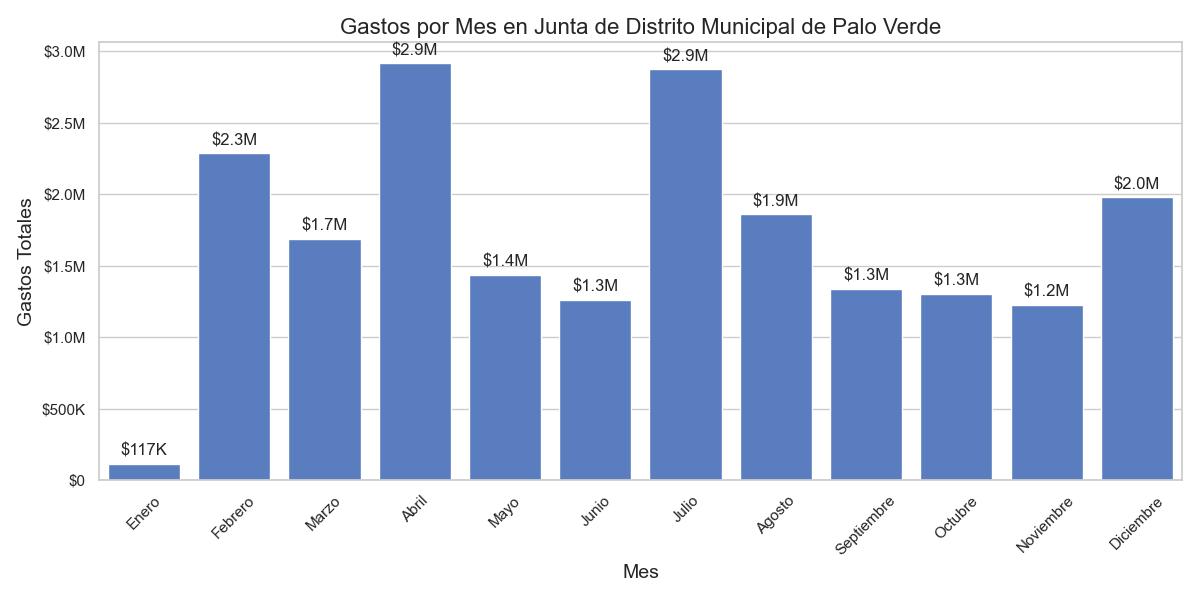 Gastos por Mes en Junta de Distrito Municipal de Palo Verde
Gastos Totales
$3.0M
$2.5M
$2.0M
$1.5M
$1.0M
$500K
$0
$117K
$2.3M
$1.7M
$2.9M
$1.4M
$1.3M
$2.9M
$1.9M
$1.3M
$1.3M
$1.2M
$2.0M
Enero
Febrero
Marzo
Abril
Mayo
Junio
Julio
Agosto
Septiembre
Octubre
Noviembre
Diciembre
Mes